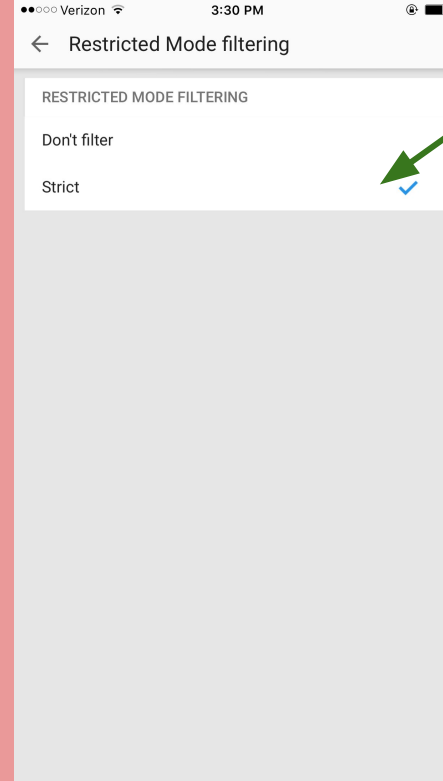 Verizon 3:30 PM
Restricted Mode filtering
RESTRICTED MODE FILTERING
Don't filter
Strict